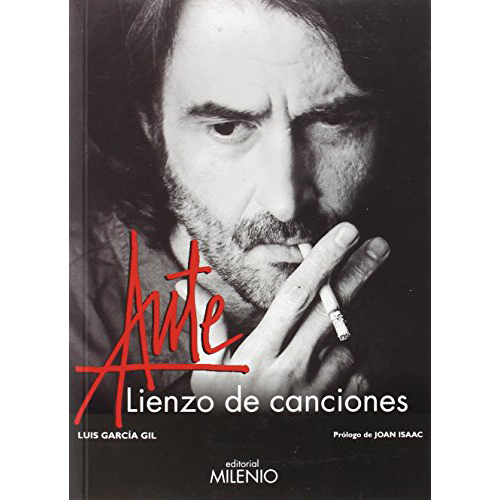 Aute
Lienzo de canciones
LUIS GARCÍA GIL
Prólogo de JOAN ISAAC
editorial
MILENIO